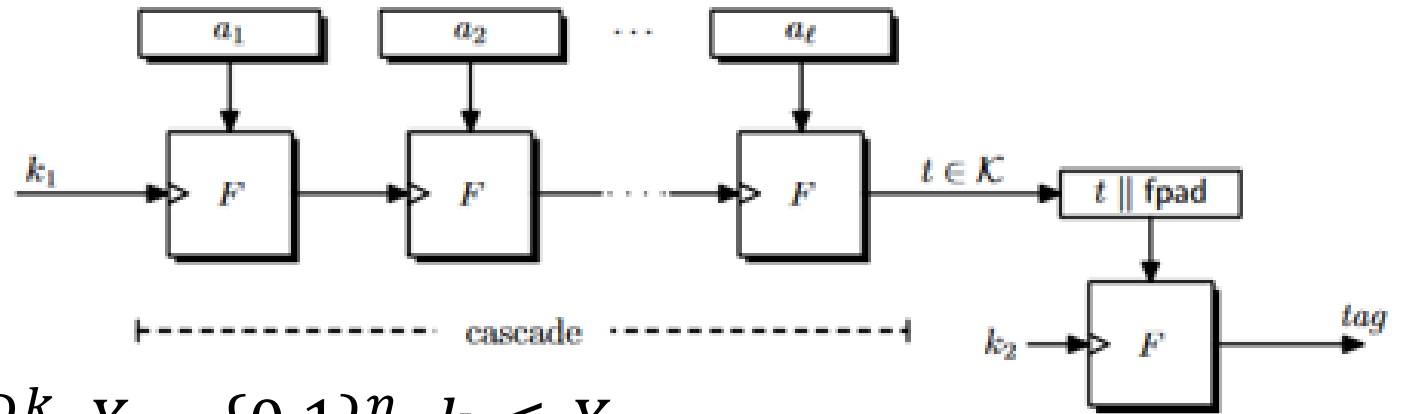 a₁ a₂ ... aℓ
k₁ F F ... F t ∈ 𝒦 t ∥ fpad
cascade
k₂ F tag